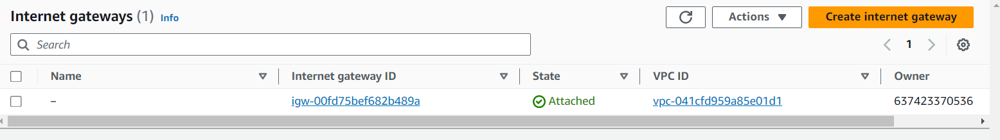 Internet gateways (1) Info
Actions
Create internet gateway
Search
1
Name Internet gateway ID State VPC ID Owner
– igw-00fd75bef682b489a Attached vpc-041cfd959a85e01d1 637423370536